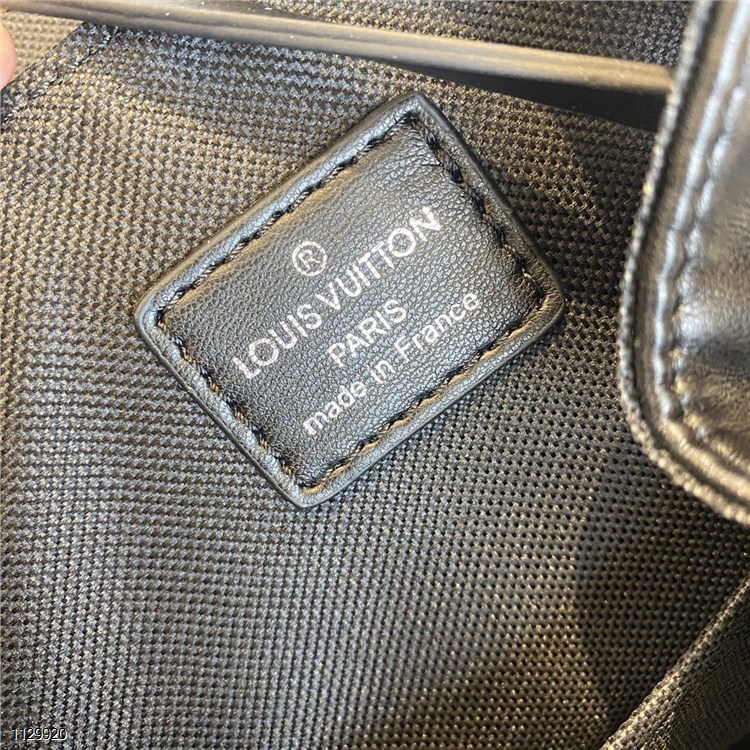 ®
LOUIS VUITTON
PARIS
made in France
1129920